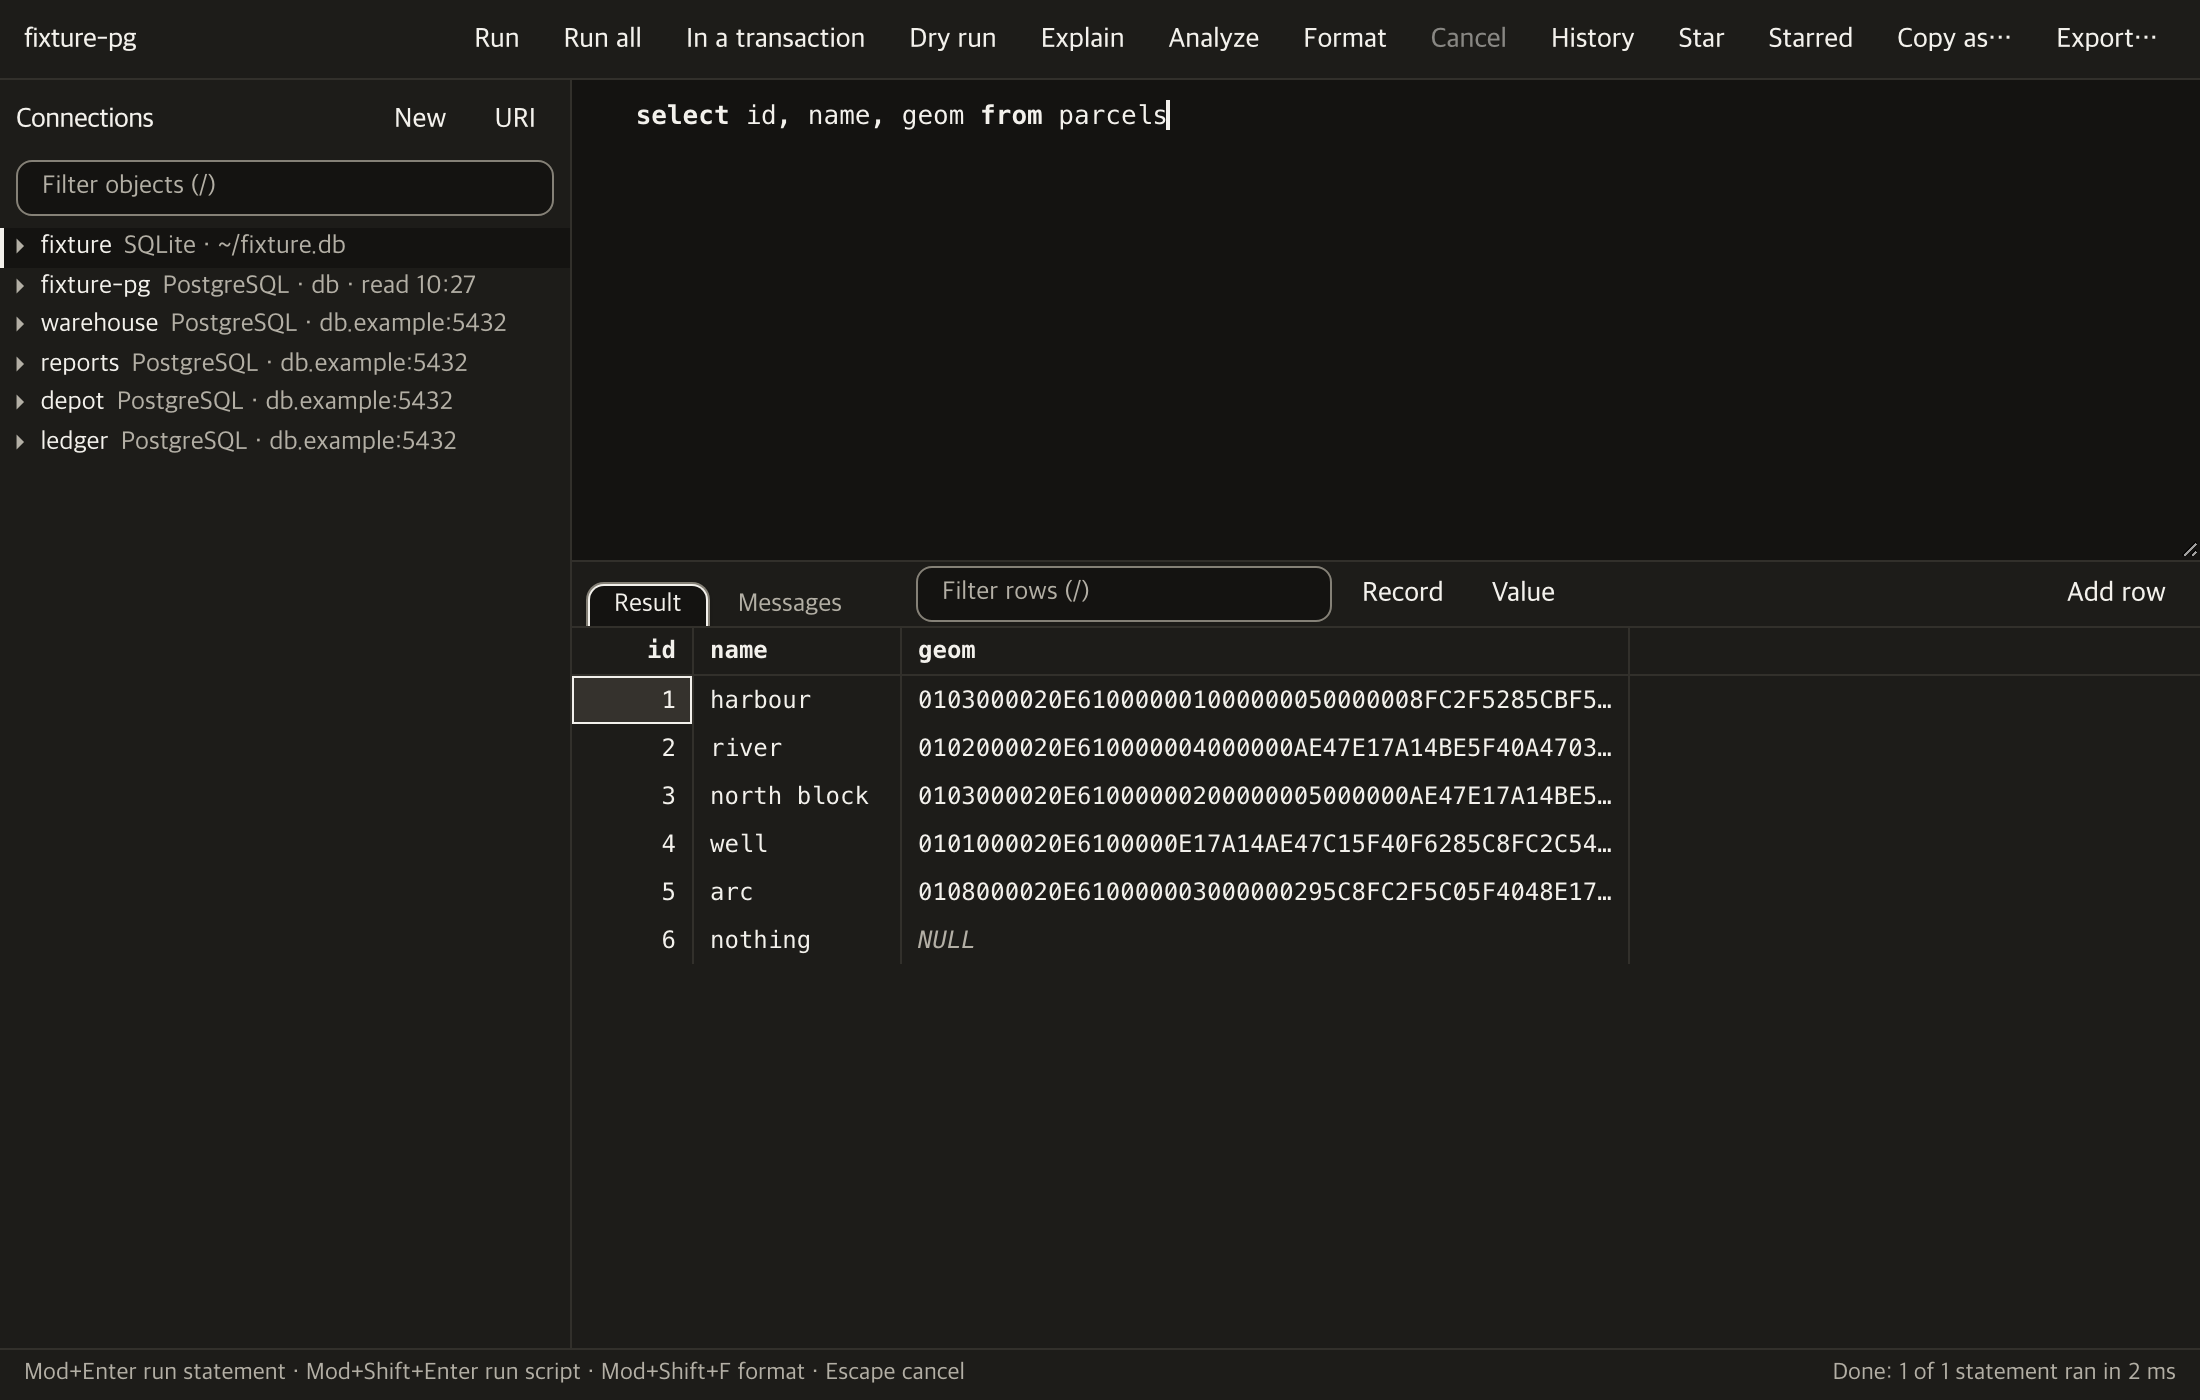 fixture-pg Run Run all In a transaction Dry run Explain Analyze Format Cancel History Star Starred Copy as··· Export···
Connections New URI
Filter objects (/)
fixture SQLite · ~/fixture.db
fixture-pg PostgreSQL · db · read 10:27
warehouse PostgreSQL · db.example:5432
reports PostgreSQL · db.example:5432
depot PostgreSQL · db.example:5432
ledger PostgreSQL · db.example:5432
select id, name, geom from parcels
Result Messages Filter rows (/) Record Value Add row
id name geom
1 harbour 0103000020E610000001000000050000008FC2F5285CBF5…
2 river 0102000020E610000004000000AE47E17A14BE5F40A4703…
3 north block 0103000020E61000000200000005000000AE47E17A14BE5…
4 well 0101000020E6100000E17A14AE47C15F40F6285C8FC2C54…
5 arc 0108000020E610000003000000295C8FC2F5C05F4048E17…
6 nothing NULL
Mod+Enter run statement · Mod+Shift+Enter run script · Mod+Shift+F format · Escape cancel
Done: 1 of 1 statement ran in 2 ms